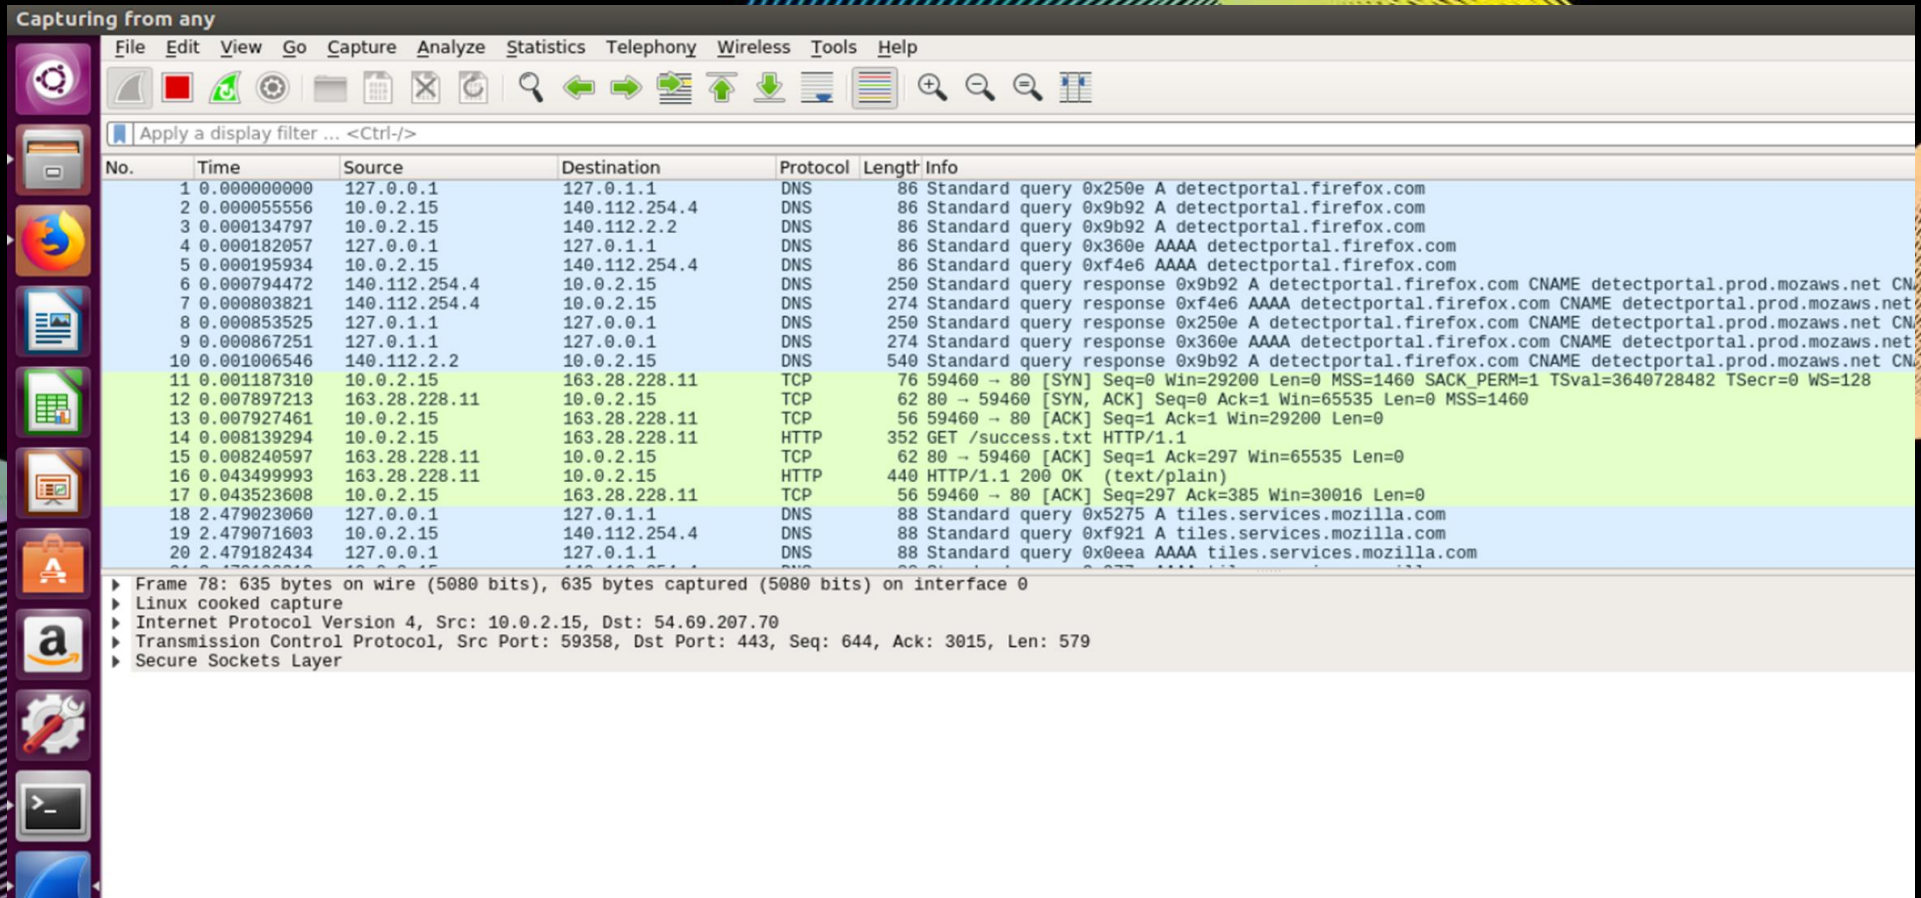 Capturing from any
File Edit View Go Capture Analyze Statistics Telephony Wireless Tools Help
Apply a display filter ... <Ctrl-/>
No. Time Source Destination Protocol Length Info
1 0.000000000 127.0.0.1 127.0.1.1 DNS 86 Standard query 0x250e A detectportal.firefox.com
2 0.000055556 10.0.2.15 140.112.254.4 DNS 86 Standard query 0x9b92 A detectportal.firefox.com
3 0.000134797 10.0.2.15 140.112.2.2 DNS 86 Standard query 0x9b92 A detectportal.firefox.com
4 0.000182057 127.0.0.1 127.0.1.1 DNS 86 Standard query 0x360e AAAA detectportal.firefox.com
5 0.000195934 10.0.2.15 140.112.254.4 DNS 86 Standard query 0xf4e6 AAAA detectportal.firefox.com
6 0.000794472 140.112.254.4 10.0.2.15 DNS 250 Standard query response 0x9b92 A detectportal.firefox.com CNAME detectportal.prod.mozaws.net
7 0.000803821 140.112.254.4 10.0.2.15 DNS 274 Standard query response 0xf4e6 AAAA detectportal.firefox.com CNAME detectportal.prod.mozaws.net
8 0.000853525 127.0.1.1 127.0.0.1 DNS 250 Standard query response 0x250e A detectportal.firefox.com CNAME detectportal.prod.mozaws.net
9 0.000867251 127.0.1.1 127.0.0.1 DNS 274 Standard query response 0x360e AAAA detectportal.firefox.com CNAME detectportal.prod.mozaws.net
10 0.001006546 140.112.2.2 10.0.2.15 DNS 540 Standard query response 0x9b92 A detectportal.firefox.com CNAME detectportal.prod.mozaws.net
11 0.001187310 10.0.2.15 163.28.228.11 TCP 76 59460 → 80 [SYN] Seq=0 Win=29200 Len=0 MSS=1460 SACK_PERM=1 TSval=3640728482 TSecr=0 WS=128
12 0.007897213 163.28.228.11 10.0.2.15 TCP 62 80 → 59460 [SYN, ACK] Seq=0 Ack=1 Win=65535 Len=0 MSS=1460
13 0.007927461 10.0.2.15 163.28.228.11 TCP 56 59460 → 80 [ACK] Seq=1 Ack=1 Win=29200 Len=0
14 0.008139294 10.0.2.15 163.28.228.11 HTTP 352 GET /success.txt HTTP/1.1
15 0.008240597 163.28.228.11 10.0.2.15 TCP 62 80 → 59460 [ACK] Seq=1 Ack=297 Win=65535 Len=0
16 0.043499993 163.28.228.11 10.0.2.15 HTTP 440 HTTP/1.1 200 OK (text/plain)
17 0.043523608 10.0.2.15 163.28.228.11 TCP 56 59460 → 80 [ACK] Seq=297 Ack=385 Win=30016 Len=0
18 2.479023060 127.0.0.1 127.0.1.1 DNS 88 Standard query 0x5275 A tiles.services.mozilla.com
19 2.479071603 10.0.2.15 140.112.254.4 DNS 88 Standard query 0xf921 A tiles.services.mozilla.com
20 2.479182434 127.0.0.1 127.0.1.1 DNS 88 Standard query 0x0eea AAAA tiles.services.mozilla.com
Frame 78: 635 bytes on wire (5080 bits), 635 bytes captured (5080 bits) on interface 0
Linux cooked capture
Internet Protocol Version 4, Src: 10.0.2.15, Dst: 54.69.207.70
Transmission Control Protocol, Src Port: 59358, Dst Port: 443, Seq: 644, Ack: 3015, Len: 579
Secure Sockets Layer